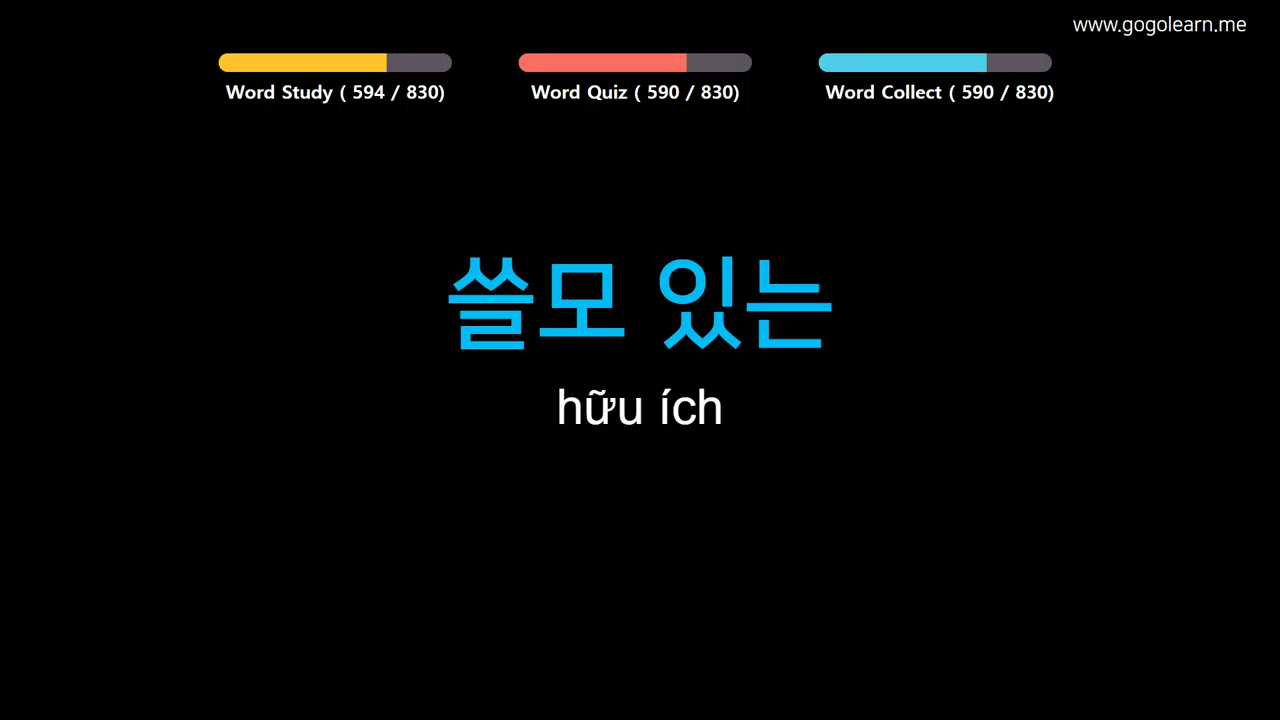 www.gogolearn.me
Word Study ( 594 / 830)
Word Quiz ( 590 / 830)
Word Collect ( 590 / 830)
쓸모 있는
hữu ích